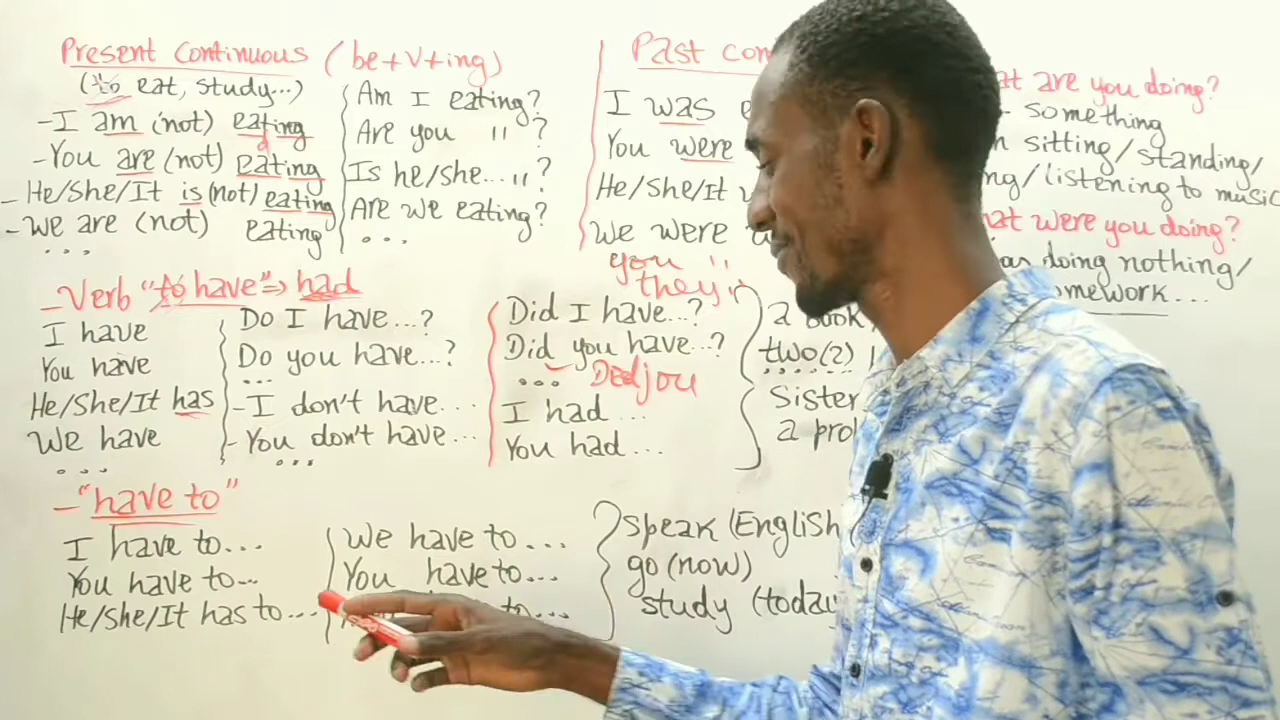 Present Continuous (be+V+ing)
(to eat, study...)
- I am (not) eating
- You are (not) eating
- He/She/It is (not) eating
- We are (not) eating
...
Am I eating?
Are you " ?
Is he/she... " ?
Are we eating?
...
Past con
I was
You were
He/She/It
We were
you "
they "
at are you doing?
- something
sitting/standing/
ng/listening to music
at were you doing?
doing nothing/
omework...
- Verb "to have" => had
I have
You have
He/She/It has
We have
...
Do I have...?
Do you have...?
...
- I don't have...
- You don't have...
...
Did I have...?
Did you have...?
... Did you
I had...
You had...
a book,
two(2)
......
Sister
a pro
- "have to"
I have to...
You have to...
He/She/It has to...
We have to...
You have to...
to...
speak (English
go (now)
study (today